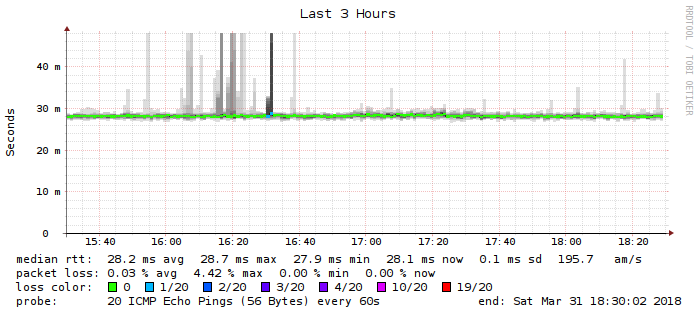 Last 3 Hours
RRDTOOL / TOBI OETIKER
Seconds
40 m
30 m
20 m
10 m
0
15:40 16:00 16:20 16:40 17:00 17:20 17:40 18:00 18:20
median rtt: 28.2 ms avg 28.7 ms max 27.9 ms min 28.1 ms now 0.1 ms sd 195.7 am/s
packet loss: 0.03 % avg 4.42 % max 0.00 % min 0.00 % now
loss color: 0 1/20 2/20 3/20 4/20 10/20 19/20
probe: 20 ICMP Echo Pings (56 Bytes) every 60s end: Sat Mar 31 18:30:02 2018